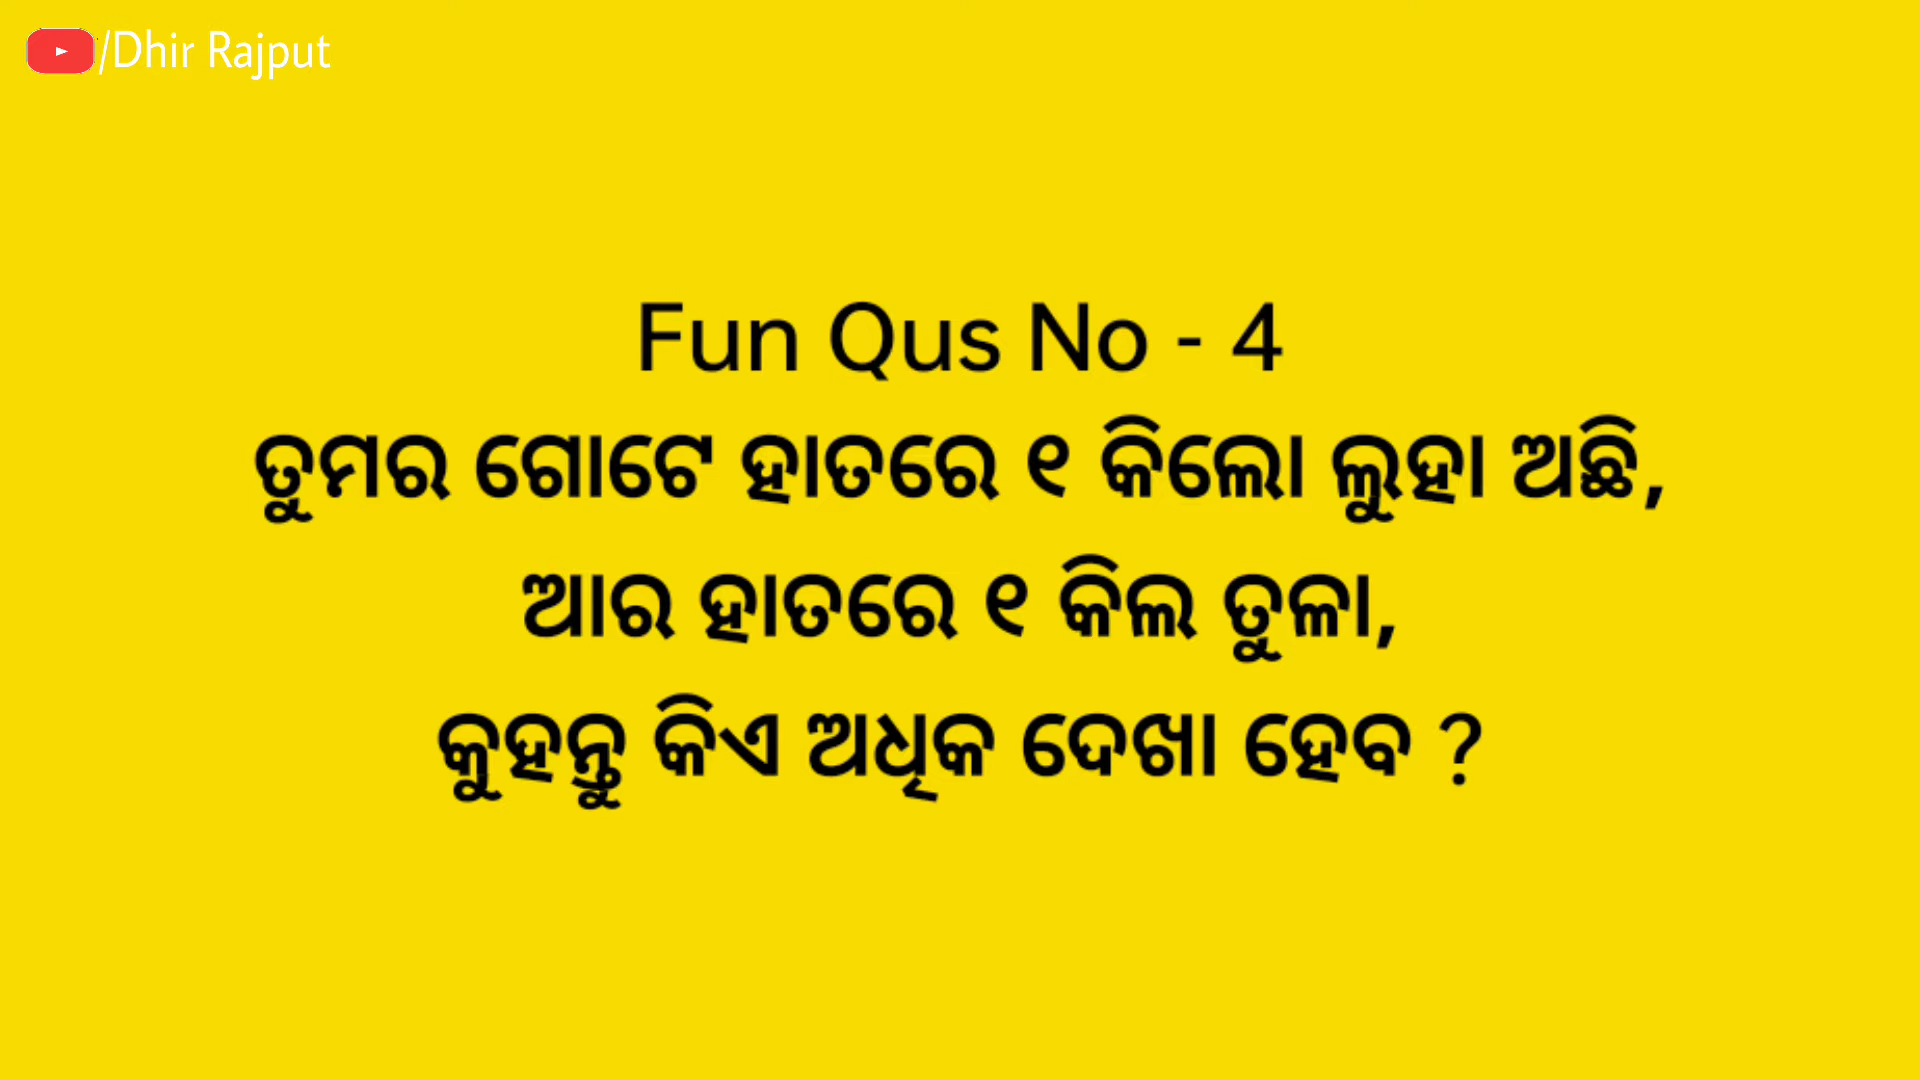 /Dhir Rajput
Fun Qus No - 4
ତୁମର ଗୋଟେ ହାତରେ ୧ କିଲୋ ଲୁହା ଅଛି,
ଆର ହାତରେ ୧ କିଲ ତୁଳା,
କୁହନ୍ତୁ କିଏ ଅଧିକ ଦେଖା ହେବ ?